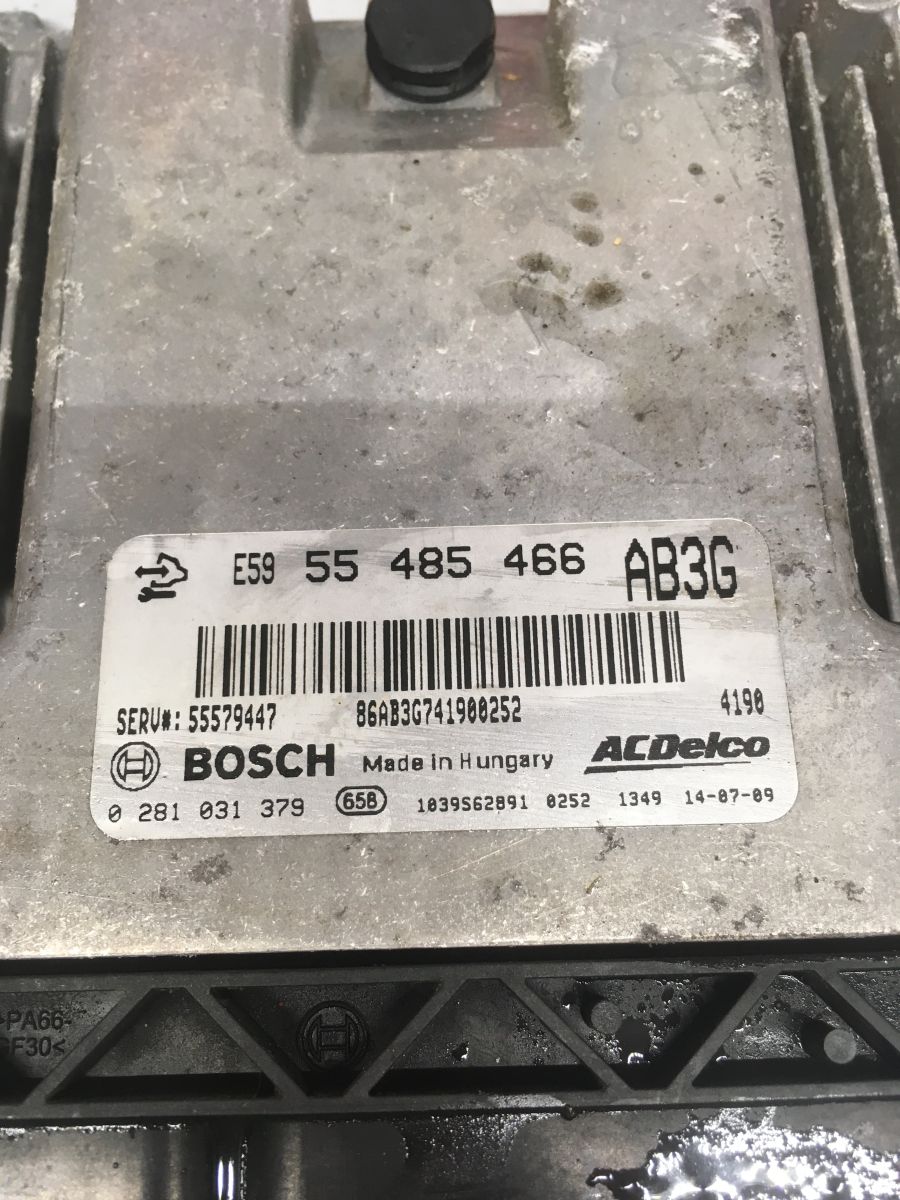 E59 55 485 466 AB3G
SERV#: 55579447 86AB3G741900252 4190
BOSCH Made in Hungary ACDelco
0 281 031 379 658 1039S62891 0252 1349 14-07-09
>PA66-
GF30<